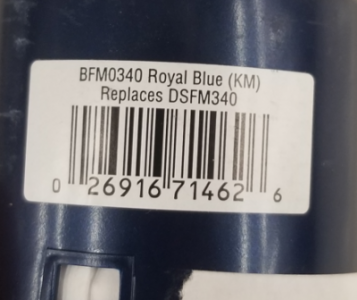 BFM0340 Royal Blue (KM)
Replaces DSFM340
0 26916 71462 6